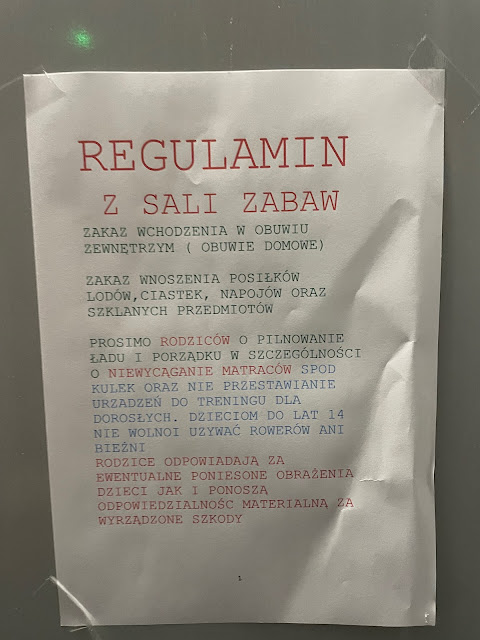 REGULAMIN
Z SALI ZABAW
ZAKAZ WCHODZENIA W OBUWIU
ZEWNĘTRZYM ( OBUWIE DOMOWE)
ZAKAZ WNOSZENIA POSIŁKÓW
LODÓW,CIASTEK, NAPOJÓW ORAZ
SZKLANYCH PRZEDMIOTÓW
PROSIMO RODZICÓW O PILNOWANIE
ŁADU I PORZĄDKU W SZCZEGÓLNOŚCI
O NIEWYCĄGANIE MATRACÓW SPOD
KULEK ORAZ NIE PRZESTAWIANIE
URZADZEŃ DO TRENINGU DLA
DOROSŁYCH. DZIECIOM DO LAT 14
NIE WOLNOI UZYWAĆ ROWERÓW ANI
BIEŻNI
RODZICE ODPOWIADAJĄ ZA
EWENTUALNE PONIESONE OBRAŻENIA
DZIECI JAK I PONOSZĄ
ODPOWIEDZIALNOŚC MATERIALNĄ ZA
WYRZĄDZONE SZKODY
1